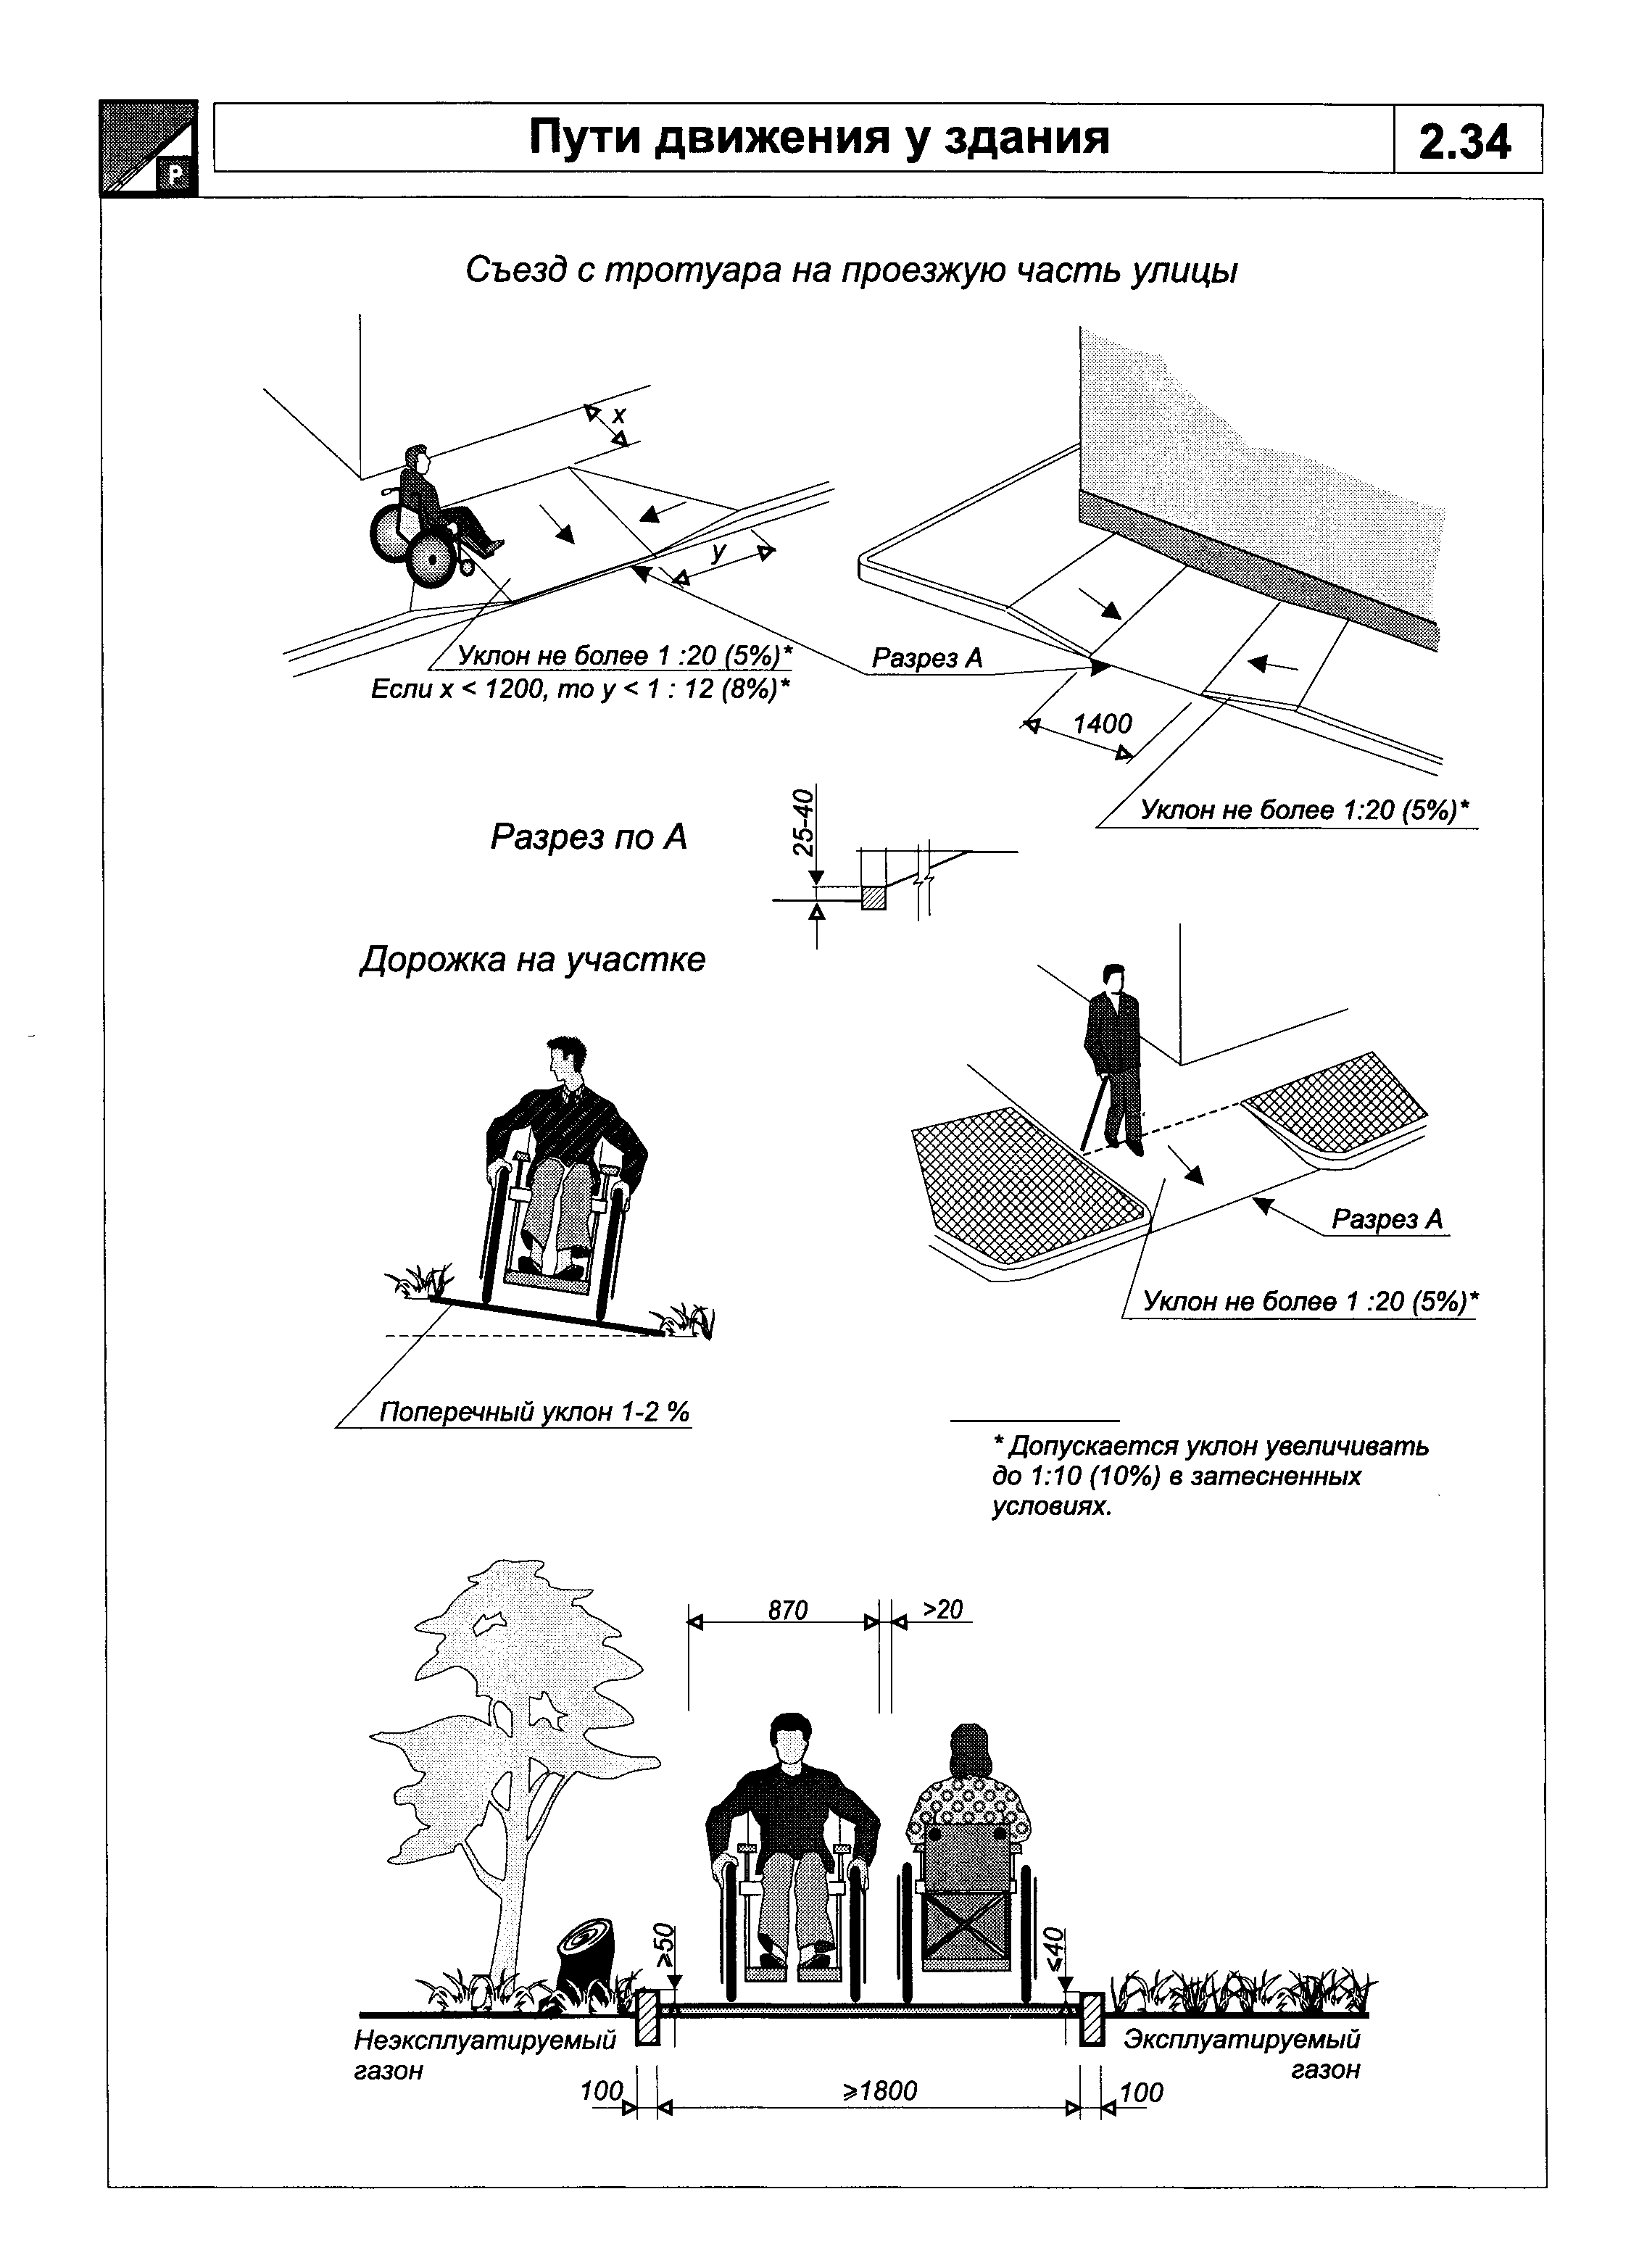 Р
Пути движения у здания
2.34
Съезд с тротуара на проезжую часть улицы
x
y
Уклон не более 1 :20 (5%)*
Если x < 1200, то y < 1 : 12 (8%)*
Разрез А
1400
Уклон не более 1:20 (5%)*
Разрез по А
25-40
Дорожка на участке
Разрез А
Уклон не более 1 :20 (5%)*
Поперечный уклон 1-2 %
* Допускается уклон увеличивать
до 1:10 (10%) в затесненных
условиях.
870
>20
≥50
≤40
Неэксплуатируемый
газон
Эксплуатируемый
газон
100
≥1800
100